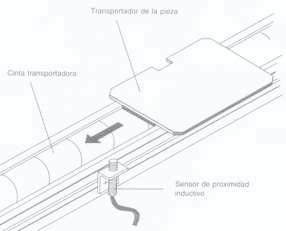 Transportador de la pieza
Cinta transportadora
Sensor de proximidad
inductivo